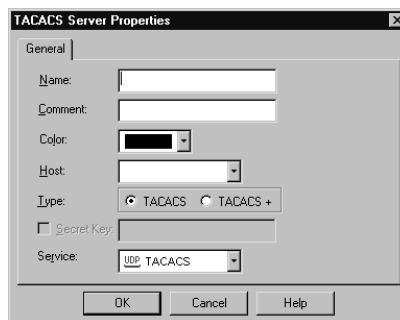 TACACS Server Properties
General
Name:
Comment:
Color:
Host:
Type: TACACS TACACS +
Secret Key:
Service: UDP TACACS
OK Cancel Help